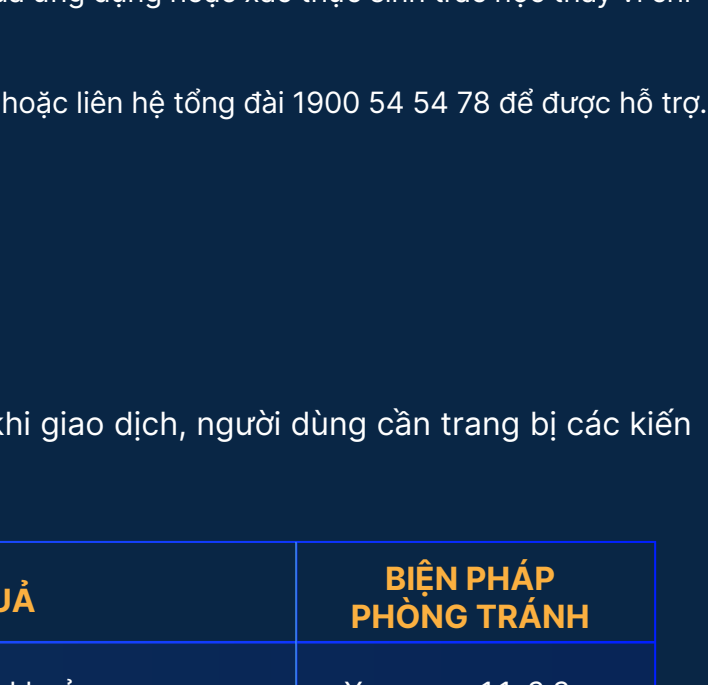 hoặc liên hệ tổng đài 1900 54 54 78 để được hỗ trợ.
khi giao dịch, người dùng cần trang bị các kiến
BIỆN PHÁP
UẢ
PHÒNG TRÁNH